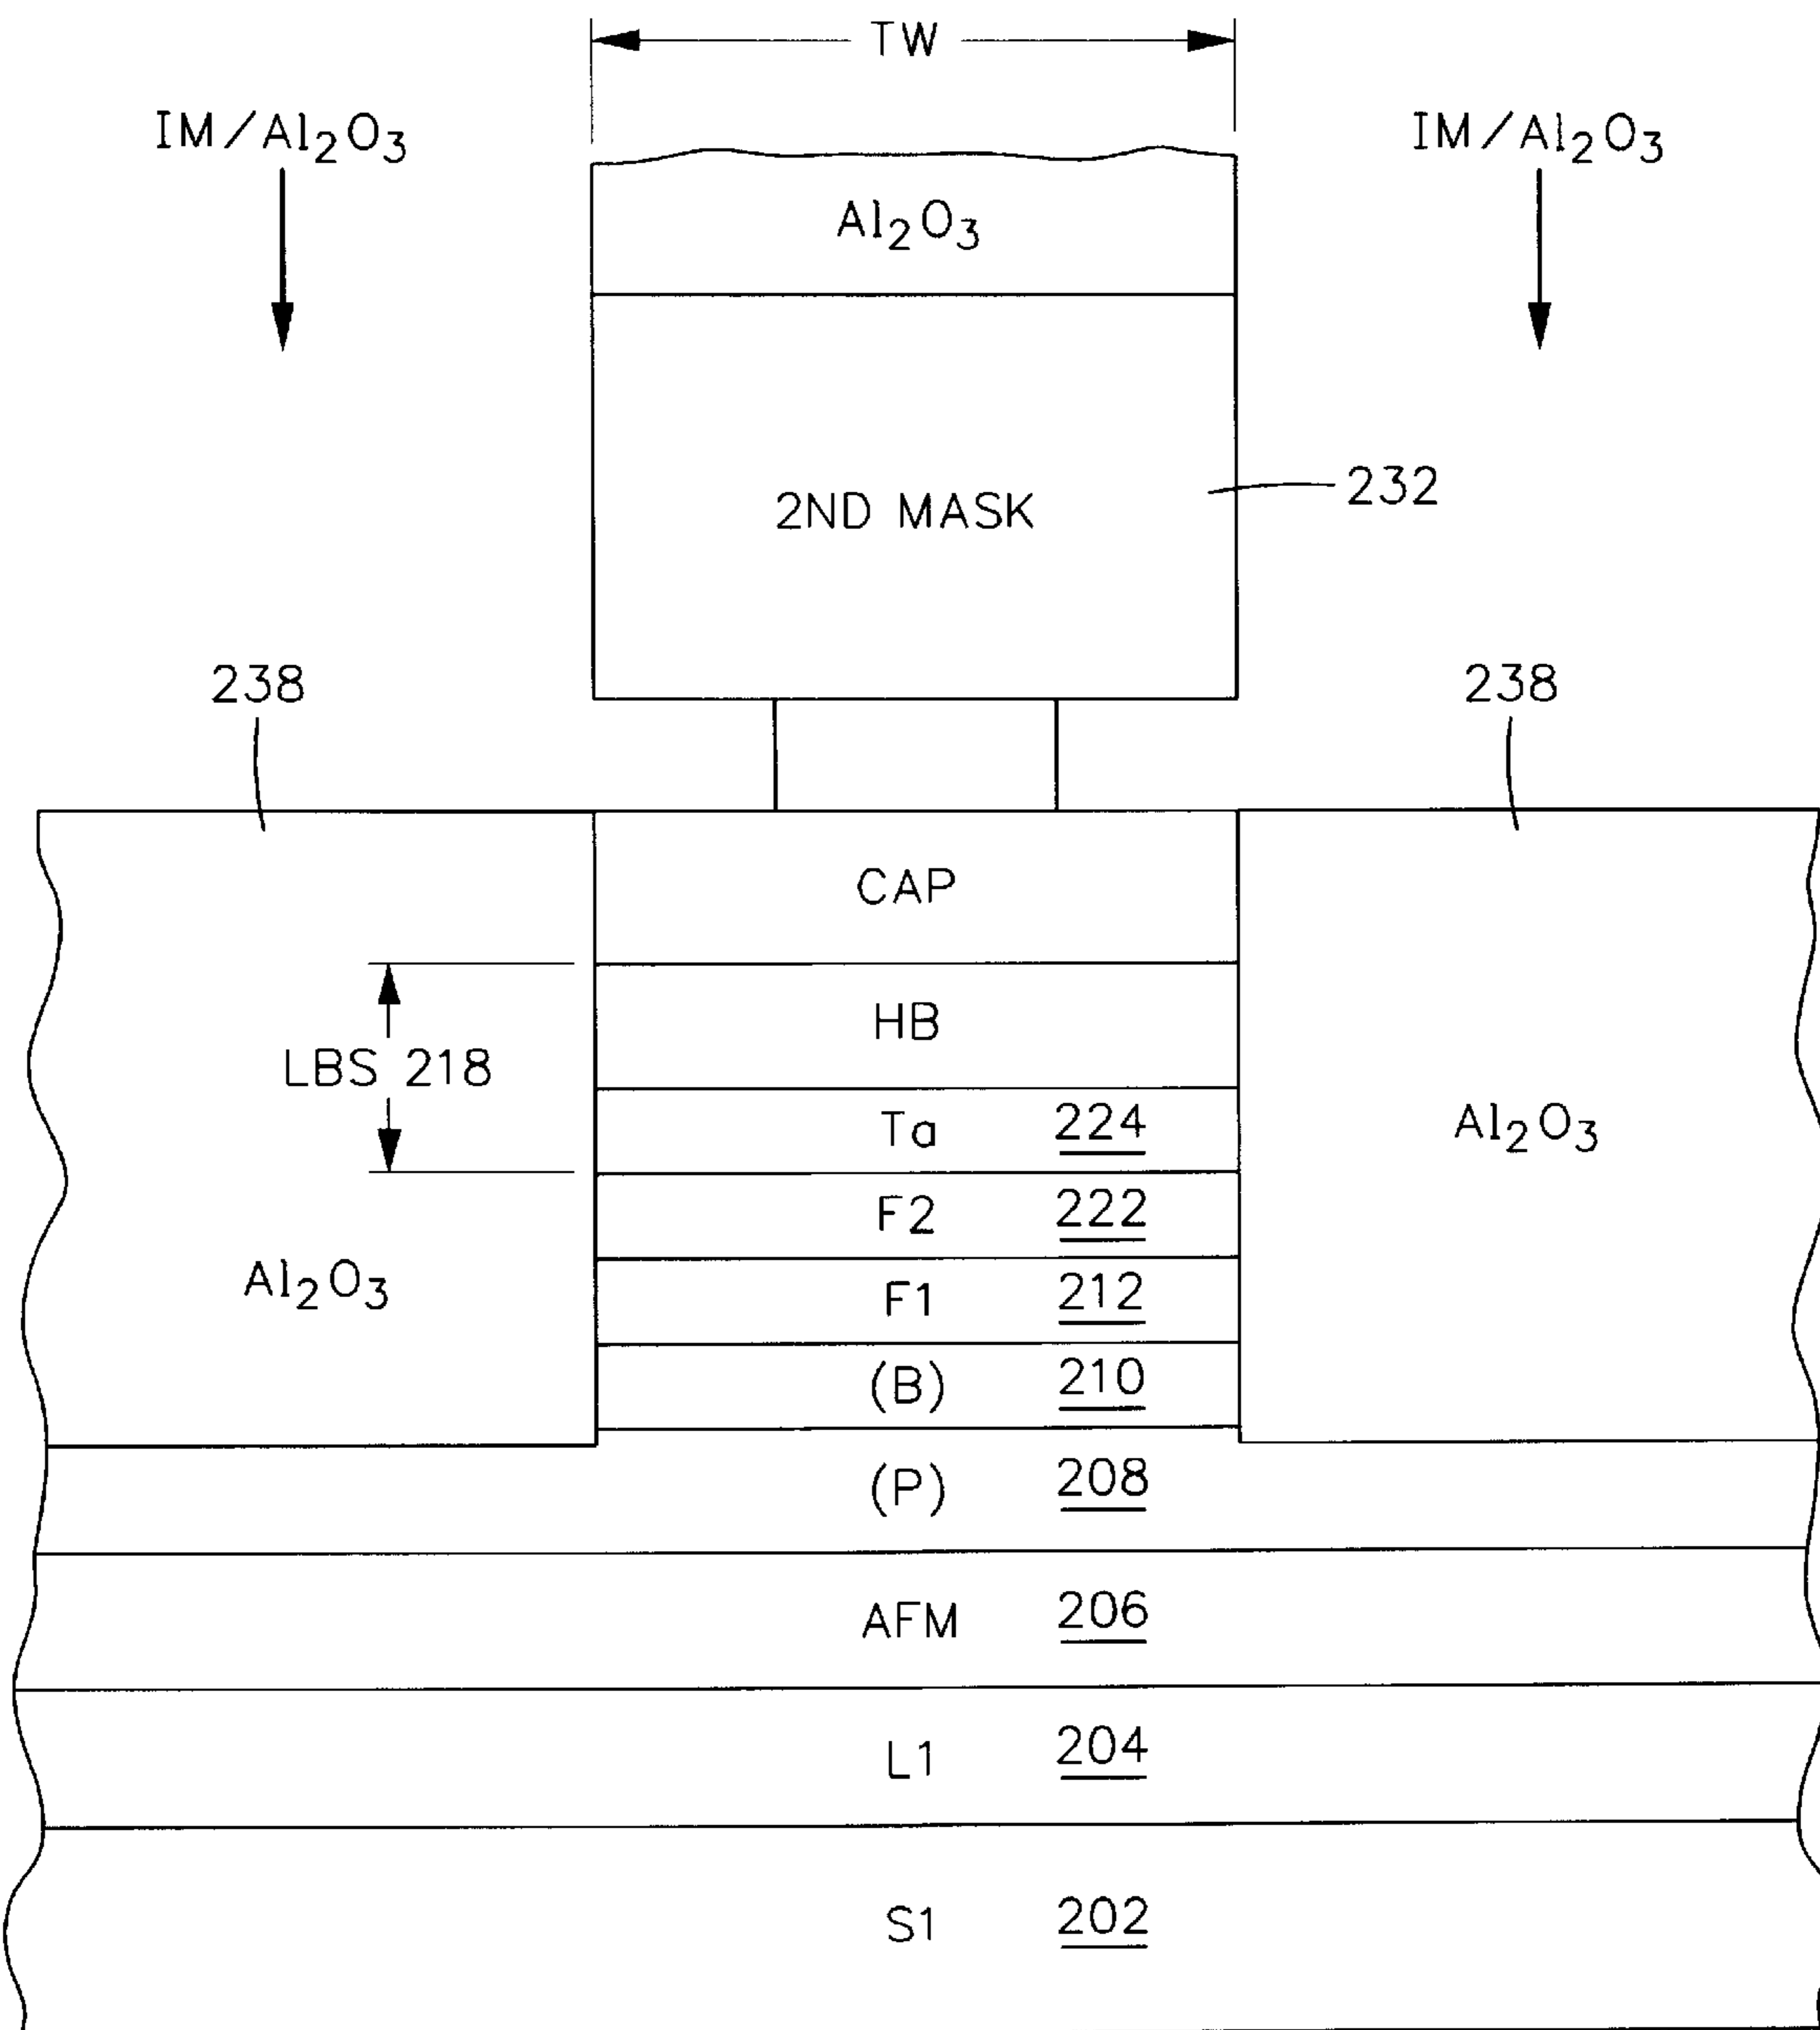 TW
IM/Al₂O₃
IM/Al₂O₃
Al₂O₃
232
2ND MASK
238
238
CAP
HB
LBS 218
Ta 224
Al₂O₃
F2 222
Al₂O₃
F1 212
(B) 210
(P) 208
AFM 206
L1 204
S1 202